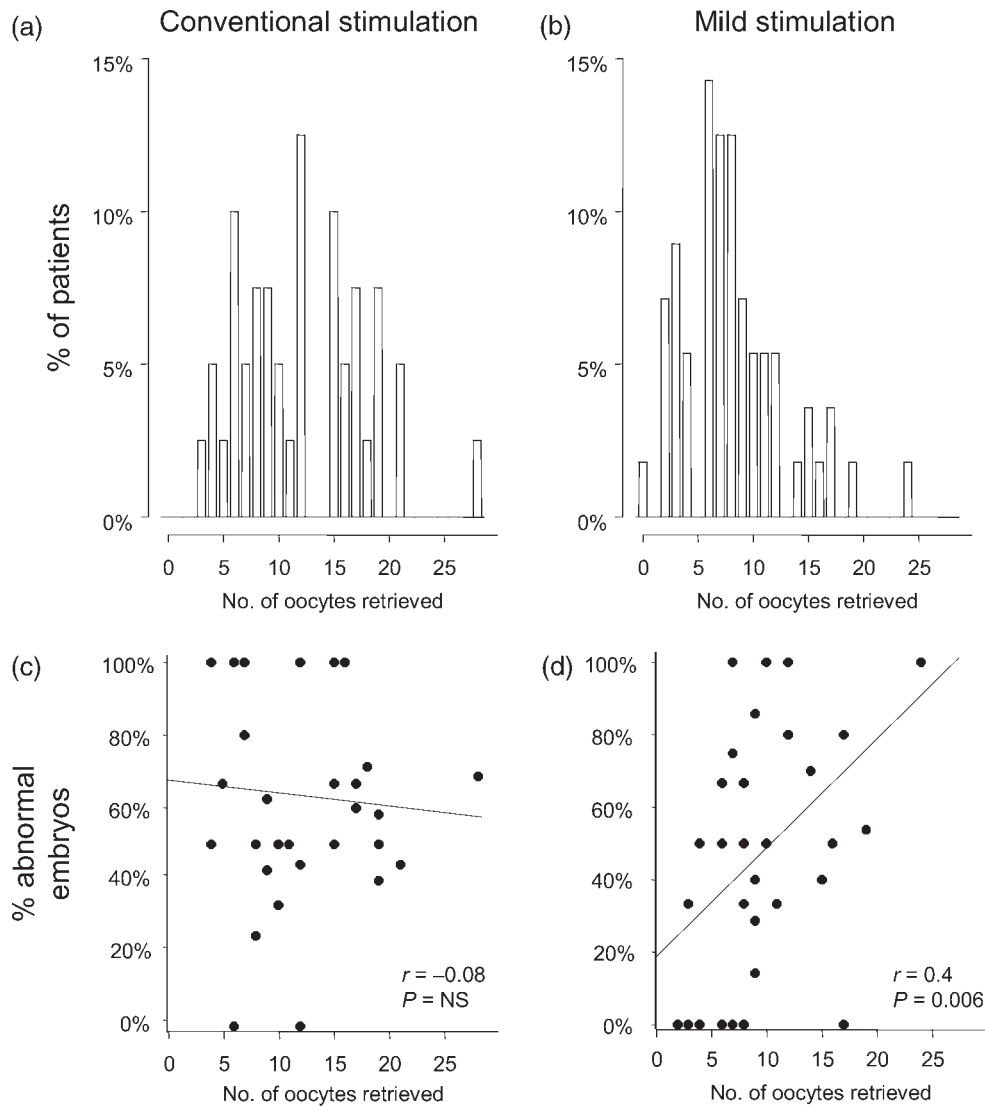 (a) Conventional stimulation
(b) Mild stimulation
% of patients
15%
10%
5%
0%
0 5 10 15 20 25
No. of oocytes retrieved
15%
10%
5%
0%
0 5 10 15 20 25
No. of oocytes retrieved
% abnormal
embryos
(c)
100%
80%
60%
40%
20%
0%
r = –0.08
P = NS
0 5 10 15 20 25
No. of oocytes retrieved
(d)
100%
80%
60%
40%
20%
0%
r = 0.4
P = 0.006
0 5 10 15 20 25
No. of oocytes retrieved